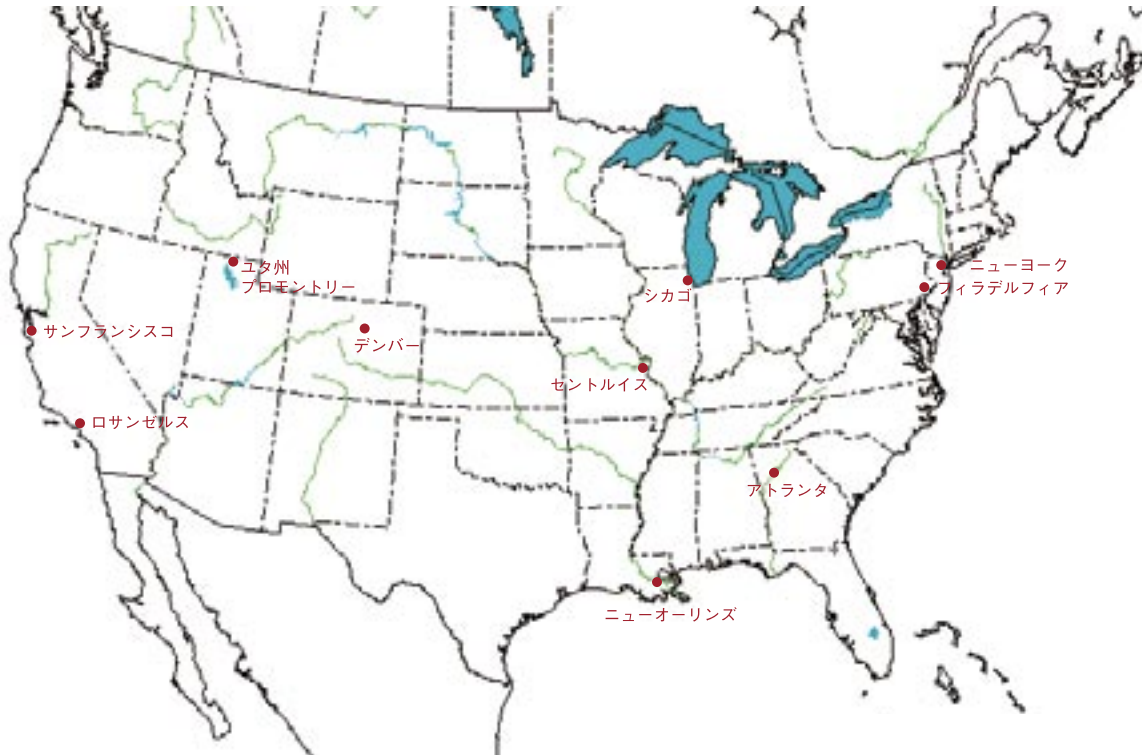 ユタ州
プロモントリー
ニューヨーク
フィラデルフィア
シカゴ
サンフランシスコ
デンバー
セントルイス
ロサンゼルス
アトランタ
ニューオーリンズ